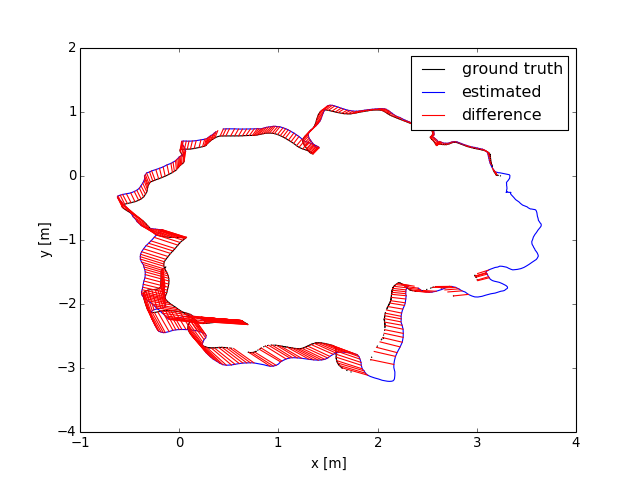 2
1
0
−1
−2
−3
−4
y [m]
ground truth
estimated
difference
−1
0
1
2
3
4
x [m]